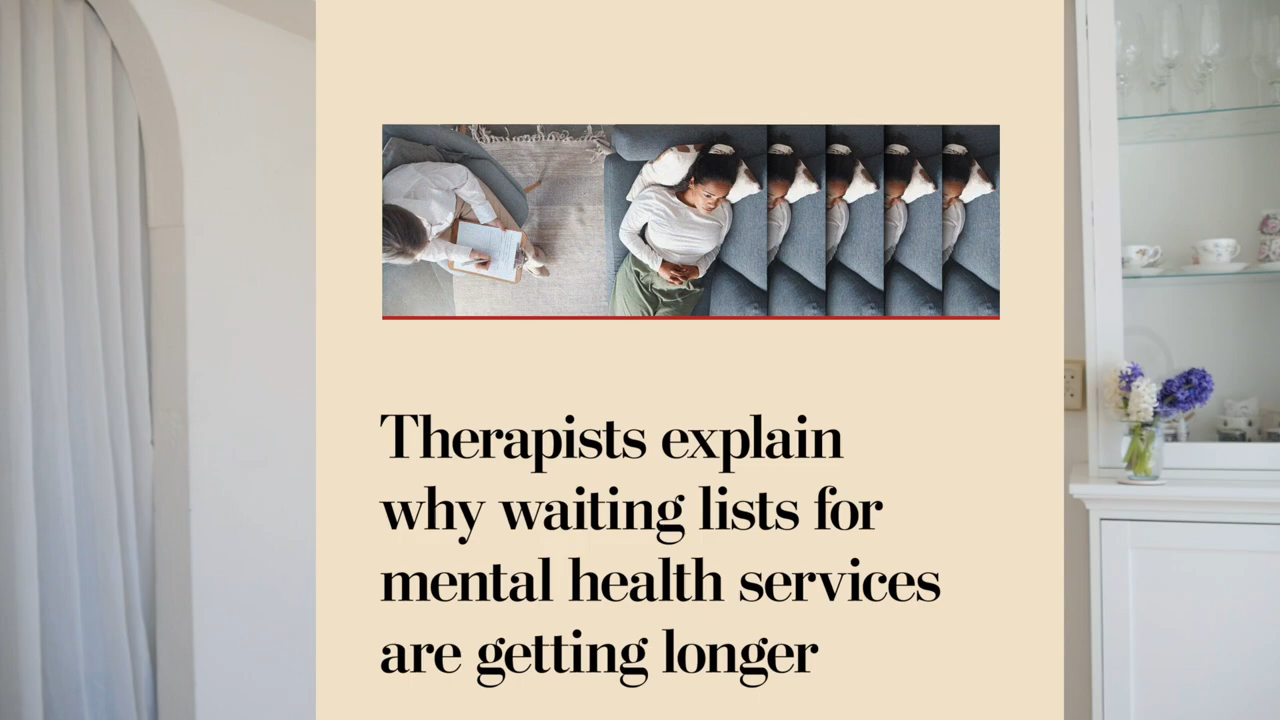 Therapists explain
why waiting lists for
mental health services
are getting longer